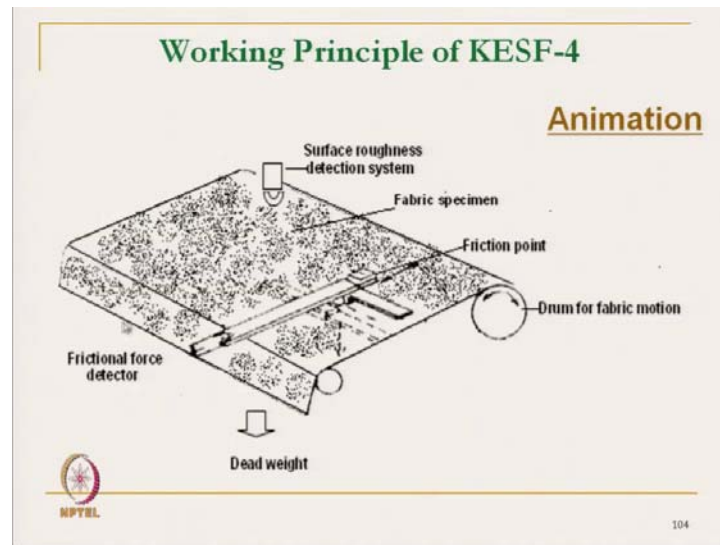 Working Principle of KESF-4
Animation
Surface roughness
detection system
Fabric specimen
Friction point
Drum for fabric motion
Frictional force
detector
Dead weight
NPTEL
104